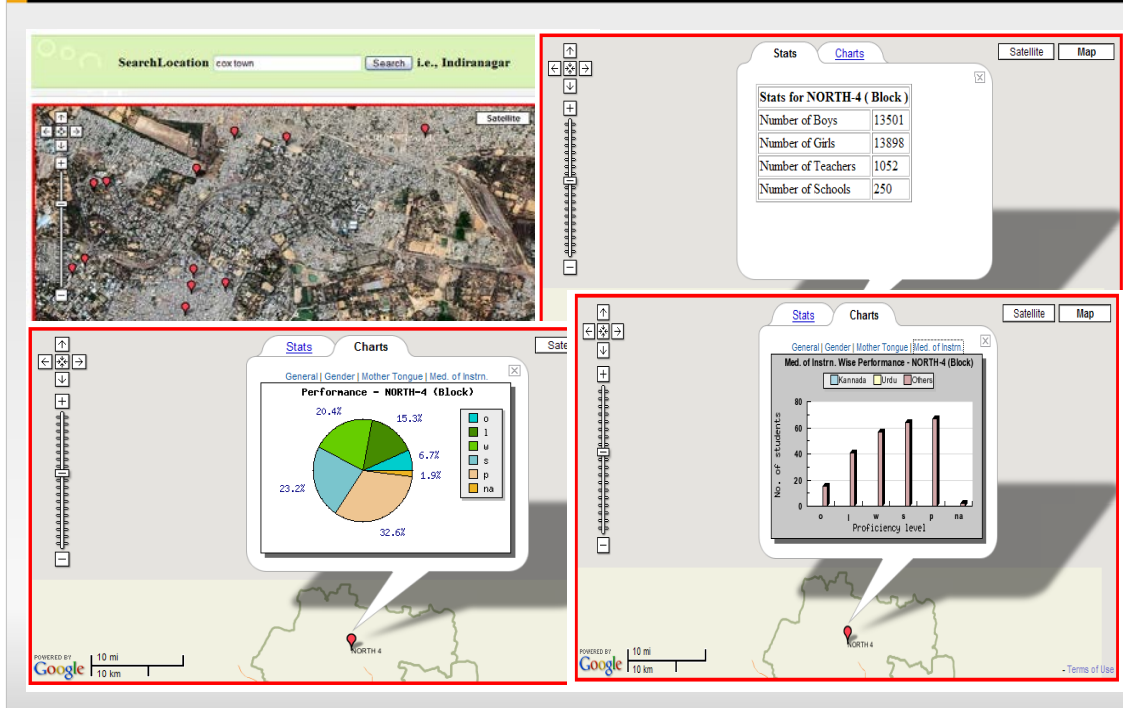 SearchLocation cox town Search i.e., Indiranagar
Satellite
Stats Charts Satellite Map
Stats for NORTH-4 ( Block )
Number of Boys 13501
Number of Girls 13898
Number of Teachers 1052
Number of Schools 250
Stats Charts Sate
General | Gender | Mother Tongue | Med. of Instrn.
Performance - NORTH-4 (Block)
20.4%
15.3%
6.7%
1.9%
23.2%
32.6%
o
l
w
s
p
na
NORTH 4
POWERED BY
Google
10 mi
10 km
Stats Charts Satellite Map
General | Gender | Mother Tongue | Med. of Instrn.
Med. of Instrn. Wise Performance - NORTH-4 (Block)
Kannada Urdu Others
No. of students
80
60
40
20
0
o l w s p na
Proficiency level
NORTH 4
POWERED BY
Google
10 mi
10 km
- Terms of Use